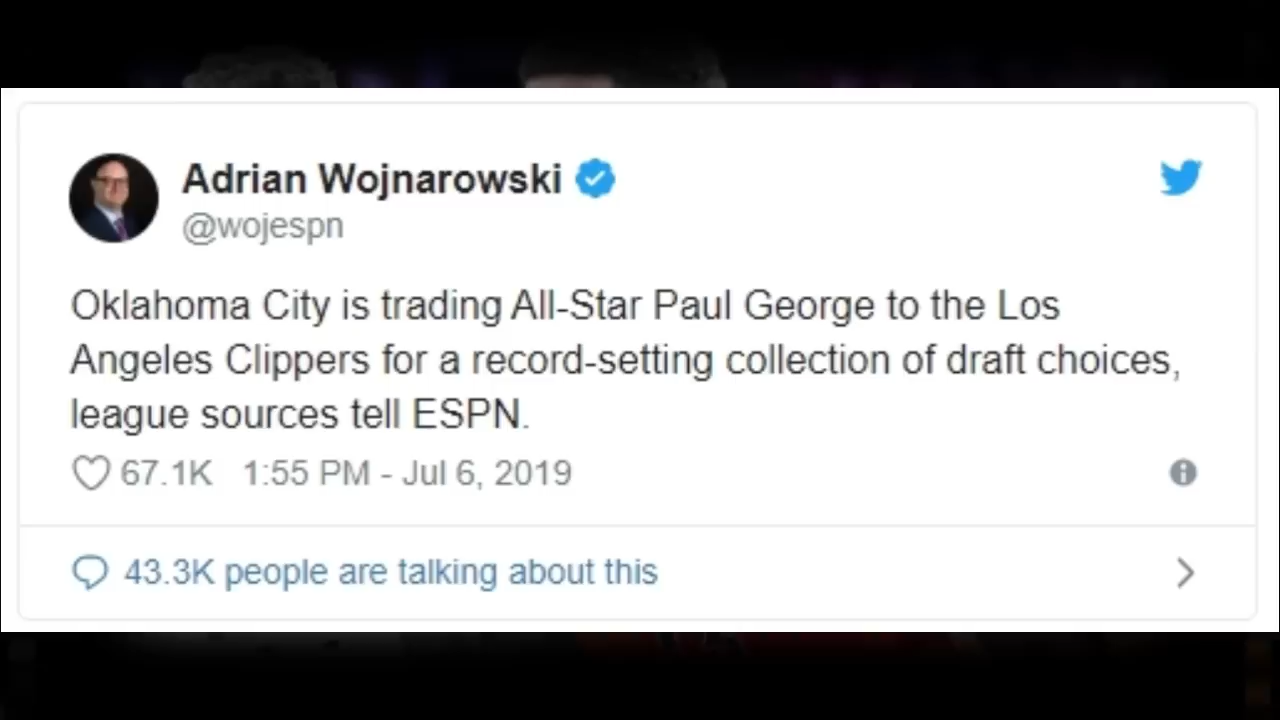 Adrian Wojnarowski
@wojespn
Oklahoma City is trading All-Star Paul George to the Los
Angeles Clippers for a record-setting collection of draft choices,
league sources tell ESPN.
67.1K 1:55 PM - Jul 6, 2019
43.3K people are talking about this